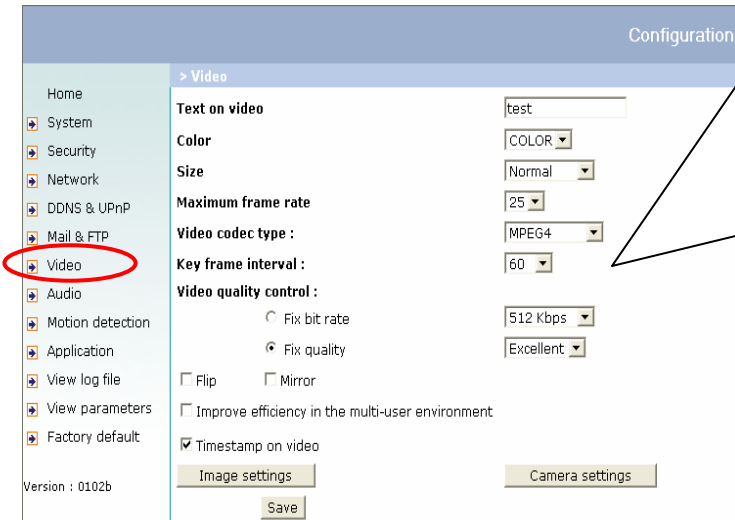 Configuration
> Video
Home
System
Security
Network
DDNS & UPnP
Mail & FTP
Video
Audio
Motion detection
Application
View log file
View parameters
Factory default
Version : 0102b
Text on video test
Color COLOR
Size Normal
Maximum frame rate 25
Video codec type : MPEG4
Key frame interval : 60
Video quality control :
Fix bit rate 512 Kbps
Fix quality Excellent
Flip Mirror
Improve efficiency in the multi-user environment
Timestamp on video
Image settings Camera settings
Save